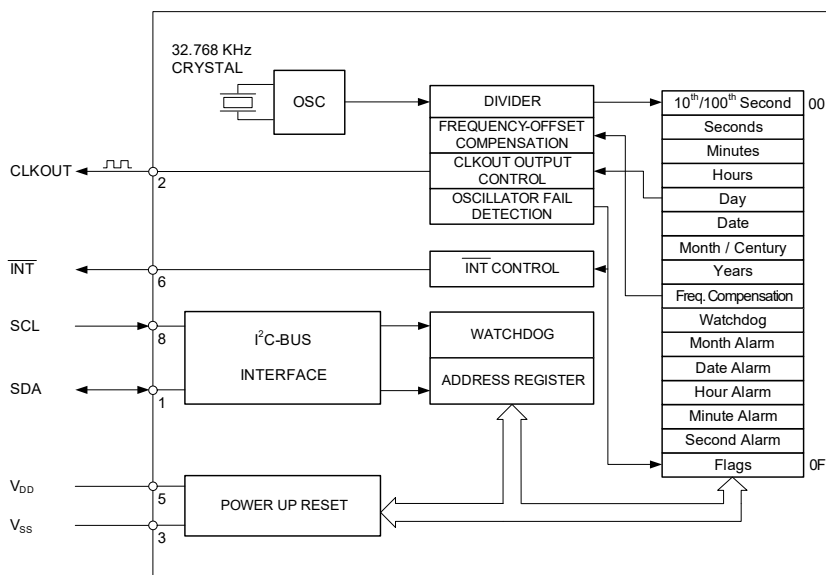 32.768 KHz
CRYSTAL
OSC
DIVIDER
FREQUENCY-OFFSET
COMPENSATION
CLKOUT OUTPUT
CONTROL
OSCILLATOR FAIL
DETECTION
CLKOUT
2
INT
6
INT CONTROL
SCL
8
I²C-BUS
INTERFACE
WATCHDOG
ADDRESS REGISTER
SDA
1
VDD
5
POWER UP RESET
VSS
3
10th/100th Second 00
Seconds
Minutes
Hours
Day
Date
Month / Century
Years
Freq. Compensation
Watchdog
Month Alarm
Date Alarm
Hour Alarm
Minute Alarm
Second Alarm
Flags 0F